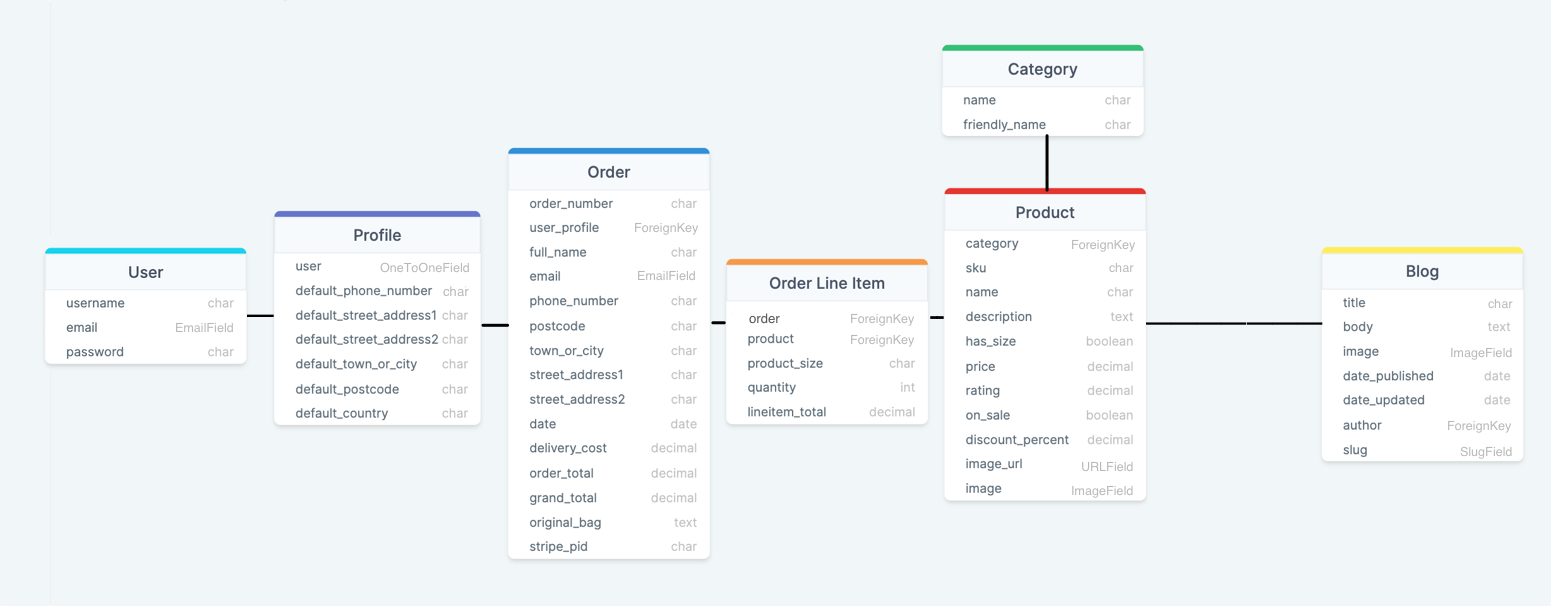 User
username char
email EmailField
password char
Profile
user OneToOneField
default_phone_number char
default_street_address1 char
default_street_address2 char
default_town_or_city char
default_postcode char
default_country char
Order
order_number char
user_profile ForeignKey
full_name char
email EmailField
phone_number char
postcode char
town_or_city char
street_address1 char
street_address2 char
date date
delivery_cost decimal
order_total decimal
grand_total decimal
original_bag text
stripe_pid char
Order Line Item
order ForeignKey
product ForeignKey
product_size char
quantity int
lineitem_total decimal
Category
name char
friendly_name char
Product
category ForeignKey
sku char
name char
description text
has_size boolean
price decimal
rating decimal
on_sale boolean
discount_percent decimal
image_url URLField
image ImageField
Blog
title char
body text
image ImageField
date_published date
date_updated date
author ForeignKey
slug SlugField